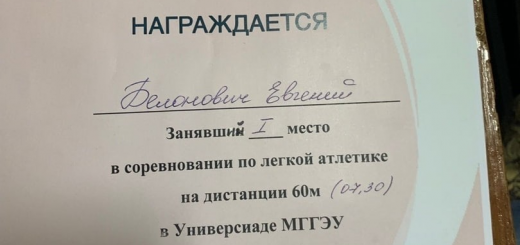 НАГРАЖДАЕТСЯ
Белонович Евгений
Занявший I место
в соревновании по легкой атлетике
на дистанции 60м (07,30)
в Универсиаде МГГЭУ